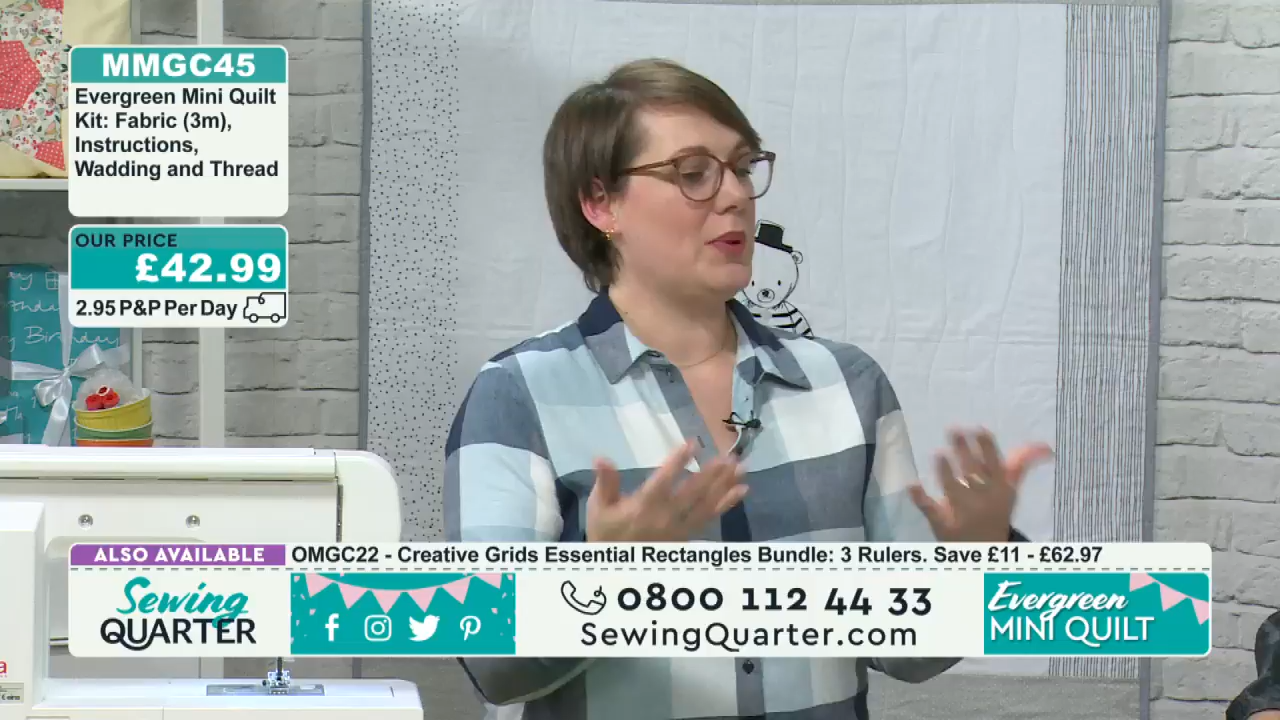 MMGC45
Evergreen Mini Quilt
Kit: Fabric (3m),
Instructions,
Wadding and Thread
OUR PRICE
£42.99
2.95 P&P Per Day
Birthday
ALSO AVAILABLE
OMGC22 - Creative Grids Essential Rectangles Bundle: 3 Rulers. Save £11 - £62.97
Sewing
QUARTER
0800 112 44 33
SewingQuarter.com
Evergreen
MINI QUILT
a